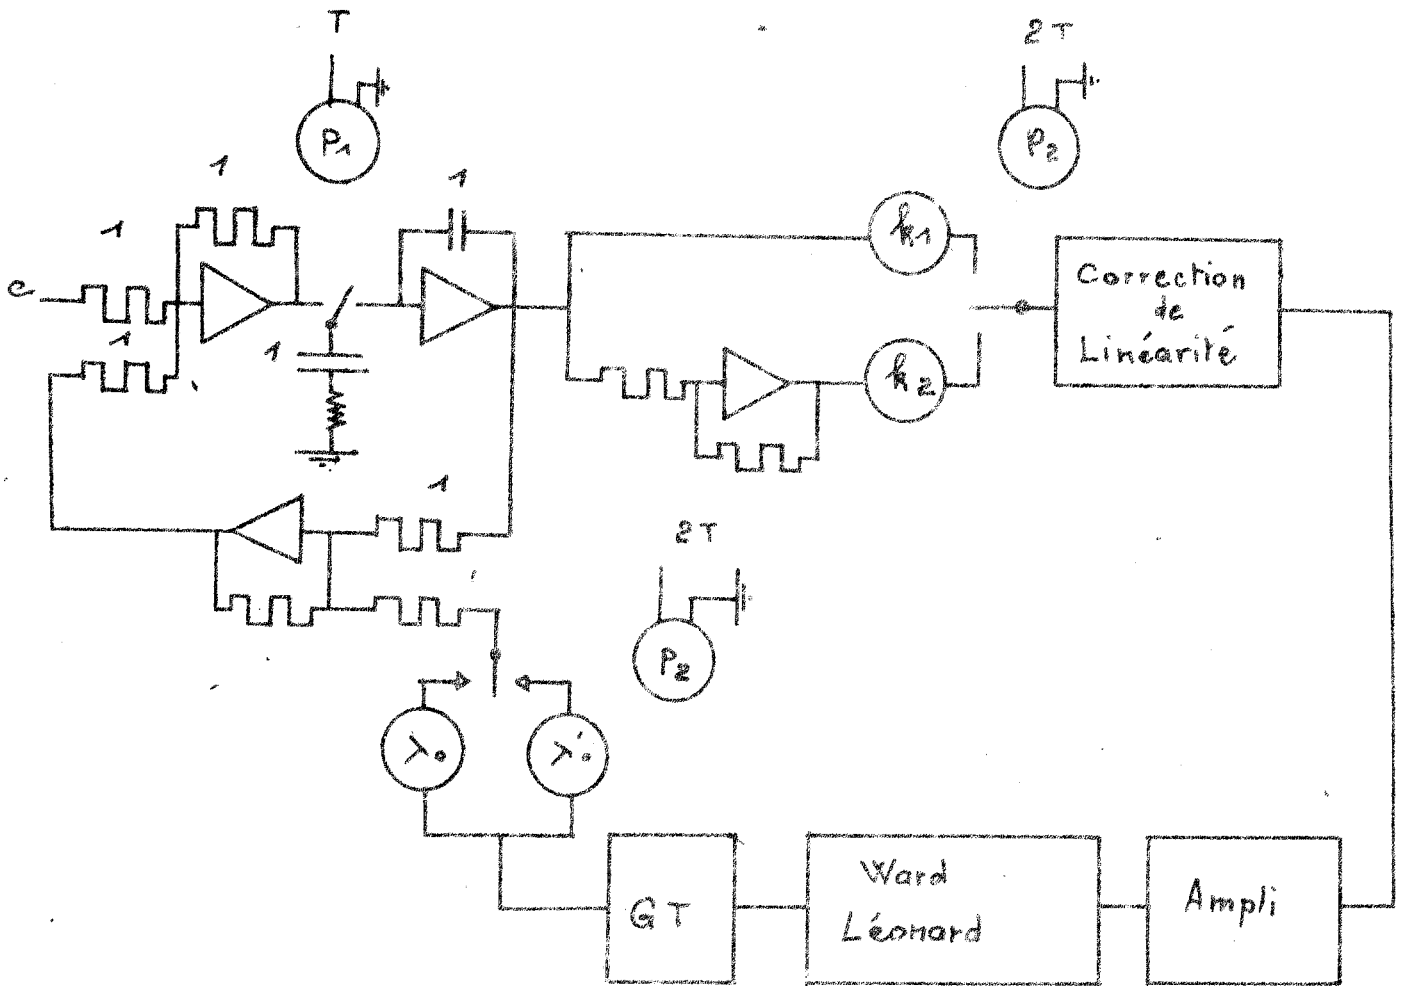 T
2T
P1
P2
1
1
1
e
1
1
k1
Correction
de
Linéarité
k2
1
2T
P2
λ0
λ'0
GT
Ward
Léonard
Ampli